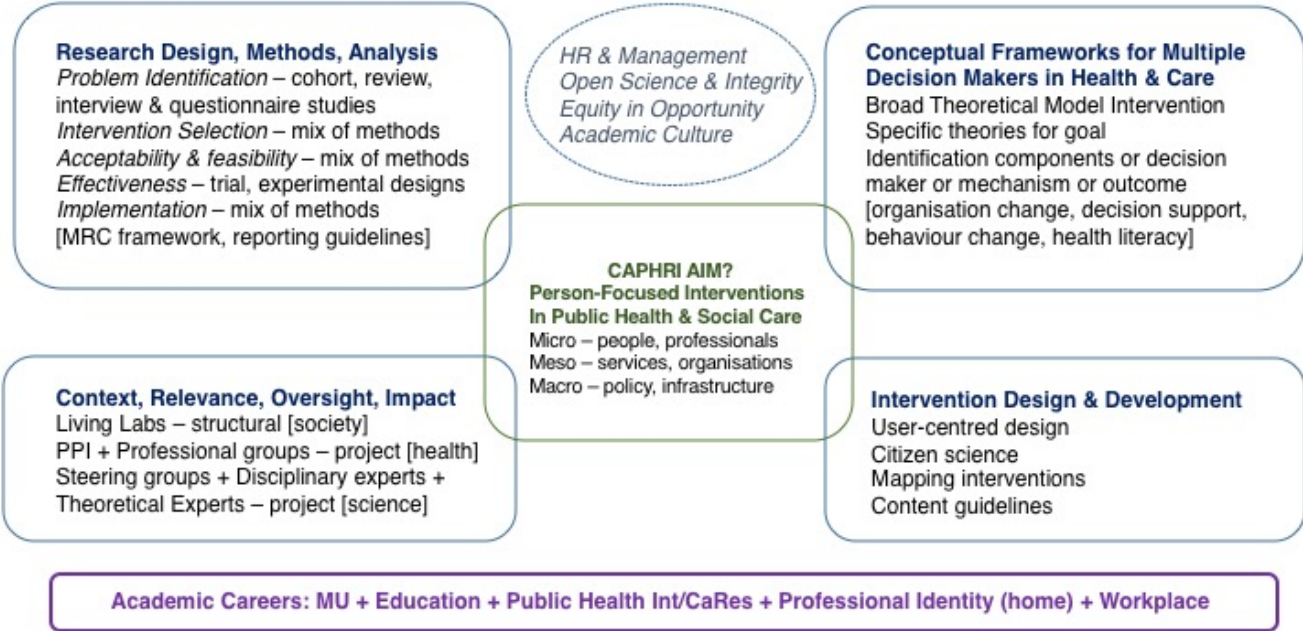 Research Design, Methods, Analysis
Problem Identification – cohort, review,
interview & questionnaire studies
Intervention Selection – mix of methods
Acceptability & feasibility – mix of methods
Effectiveness – trial, experimental designs
Implementation – mix of methods
[MRC framework, reporting guidelines]
HR & Management
Open Science & Integrity
Equity in Opportunity
Academic Culture
Conceptual Frameworks for Multiple
Decision Makers in Health & Care
Broad Theoretical Model Intervention
Specific theories for goal
Identification components or decision
maker or mechanism or outcome
[organisation change, decision support,
behaviour change, health literacy]
CAPHRI AIM?
Person-Focused Interventions
In Public Health & Social Care
Micro – people, professionals
Meso – services, organisations
Macro – policy, infrastructure
Context, Relevance, Oversight, Impact
Living Labs – structural [society]
PPI + Professional groups – project [health]
Steering groups + Disciplinary experts +
Theoretical Experts – project [science]
Intervention Design & Development
User-centred design
Citizen science
Mapping interventions
Content guidelines
Academic Careers: MU + Education + Public Health Int/CaRes + Professional Identity (home) + Workplace